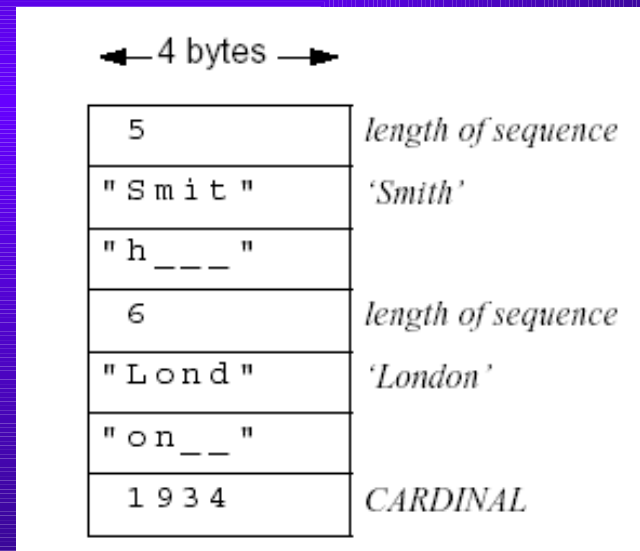 4 bytes
5 length of sequence
"Smit" 'Smith'
"h___"
6 length of sequence
"Lond" 'London'
"on__"
1934 CARDINAL